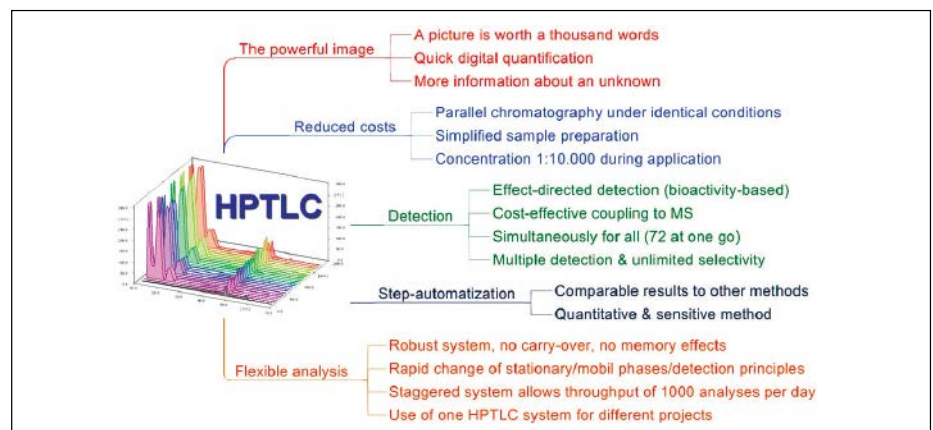 The powerful image
A picture is worth a thousand words
Quick digital quantification
More information about an unknown
Reduced costs
Parallel chromatography under identical conditions
Simplified sample preparation
Concentration 1:10.000 during application
HPTLC
Detection
Effect-directed detection (bioactivity-based)
Cost-effective coupling to MS
Simultaneously for all (72 at one go)
Multiple detection & unlimited selectivity
Step-automatization
Comparable results to other methods
Quantitative & sensitive method
Flexible analysis
Robust system, no carry-over, no memory effects
Rapid change of stationary/mobil phases/detection principles
Staggered system allows throughput of 1000 analyses per day
Use of one HPTLC system for different projects